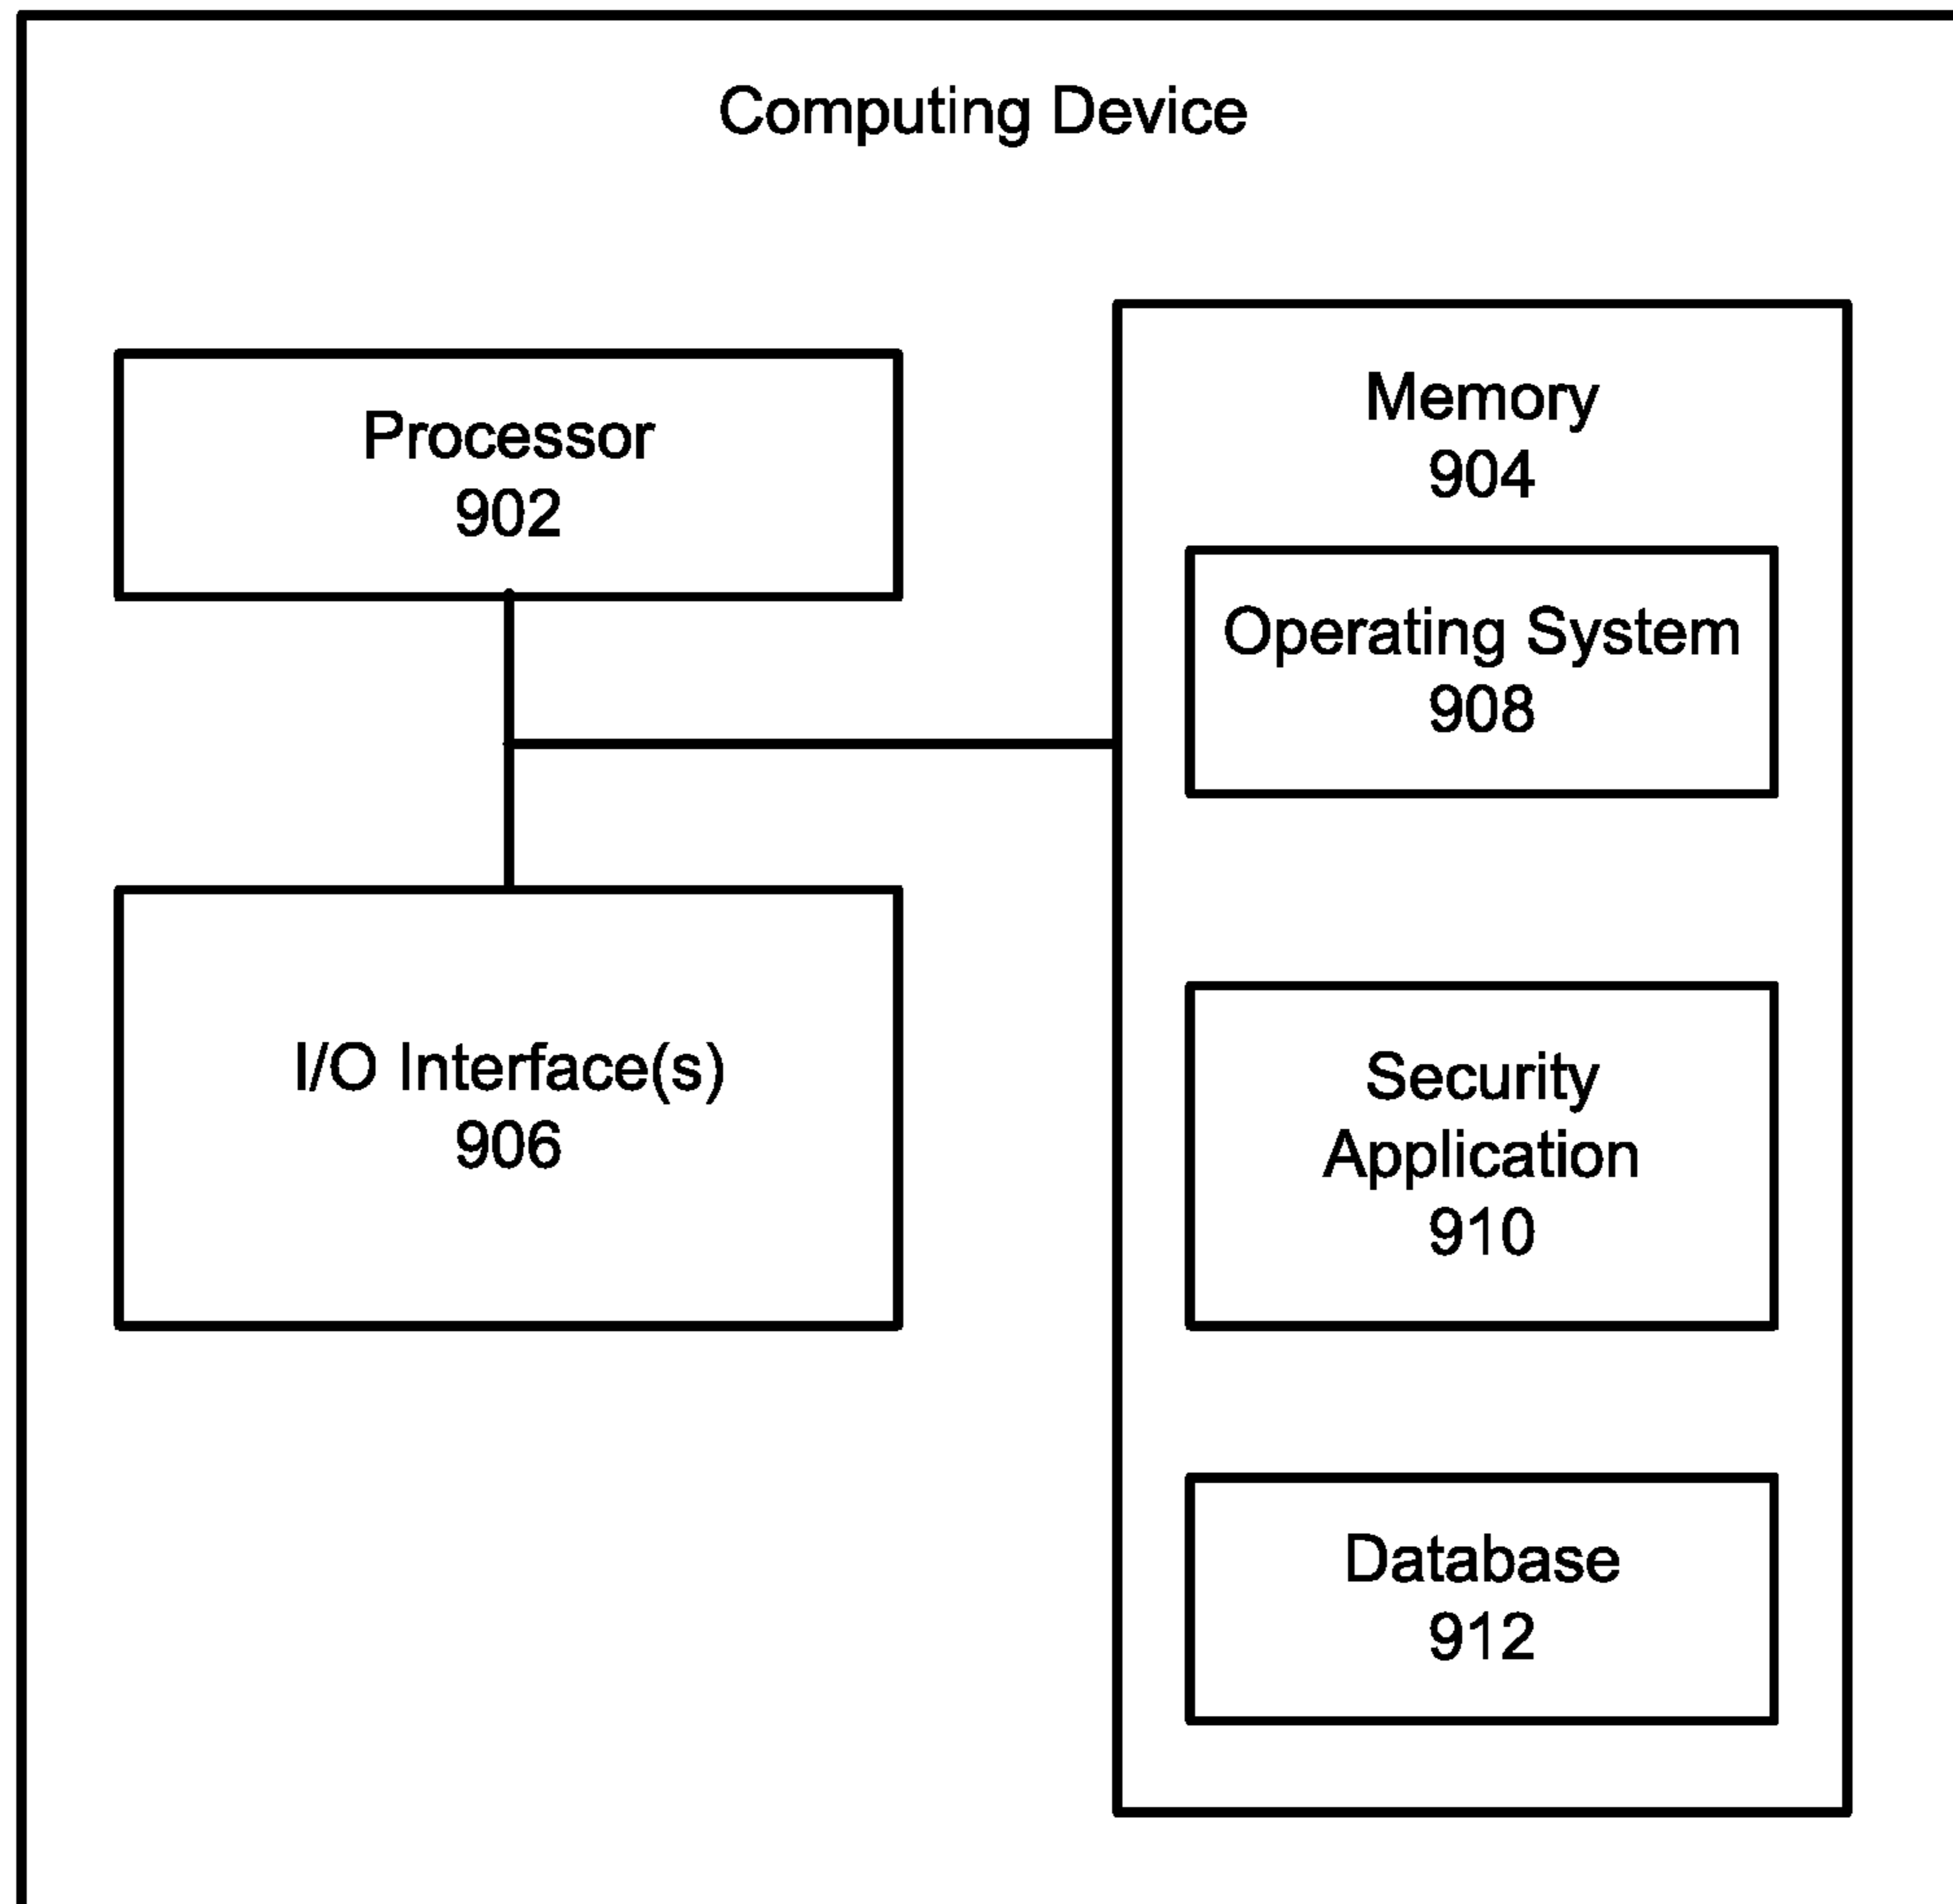 Computing Device
Processor
902
Memory
904
Operating System
908
I/O Interface(s)
906
Security
Application
910
Database
912